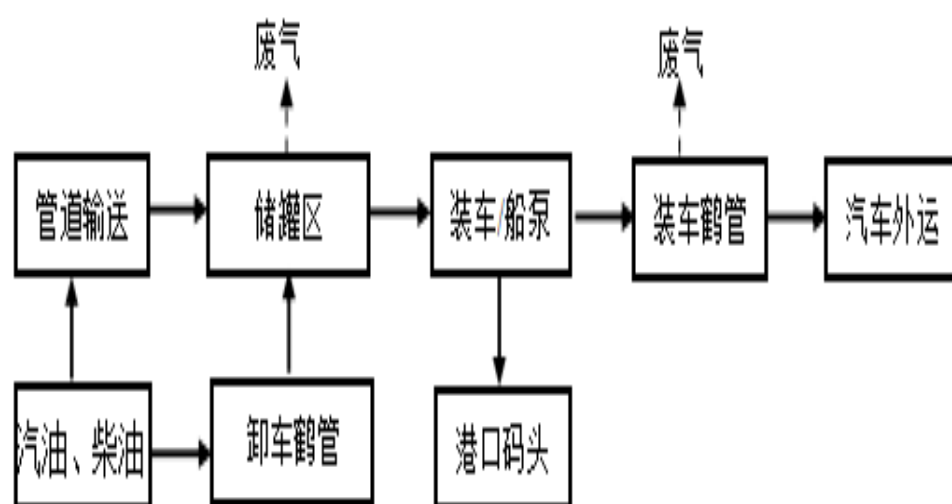 废气
废气
管道输送
储罐区
装车/船泵
装车鹤管
汽车外运
汽油、柴油
卸车鹤管
港口码头